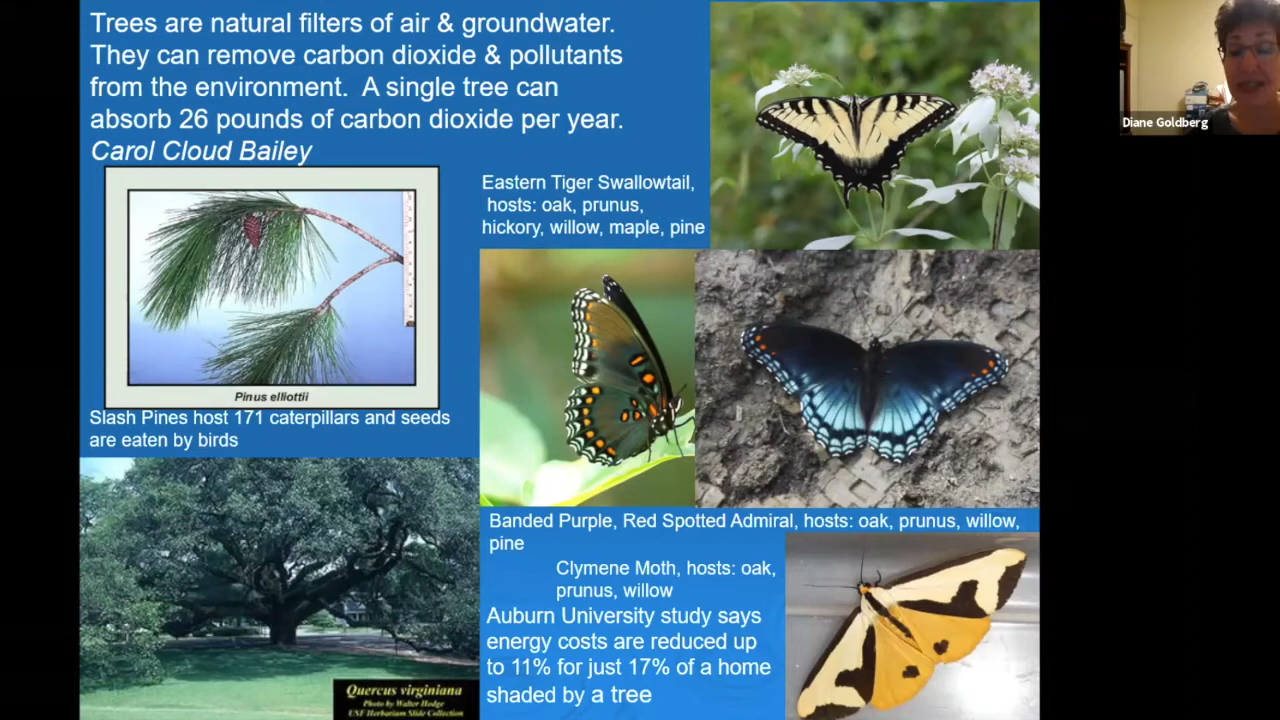 Trees are natural filters of air & groundwater.
They can remove carbon dioxide & pollutants
from the environment. A single tree can
absorb 26 pounds of carbon dioxide per year.
Carol Cloud Bailey
Diane Goldberg
Eastern Tiger Swallowtail,
hosts: oak, prunus,
hickory, willow, maple, pine
Pinus elliottii
Slash Pines host 171 caterpillars and seeds
are eaten by birds
Banded Purple, Red Spotted Admiral, hosts: oak, prunus, willow,
pine
Clymene Moth, hosts: oak,
prunus, willow
Auburn University study says
energy costs are reduced up
to 11% for just 17% of a home
shaded by a tree
Quercus virginiana
Photo by Walter Hodge
USF Herbarium Slide Collection